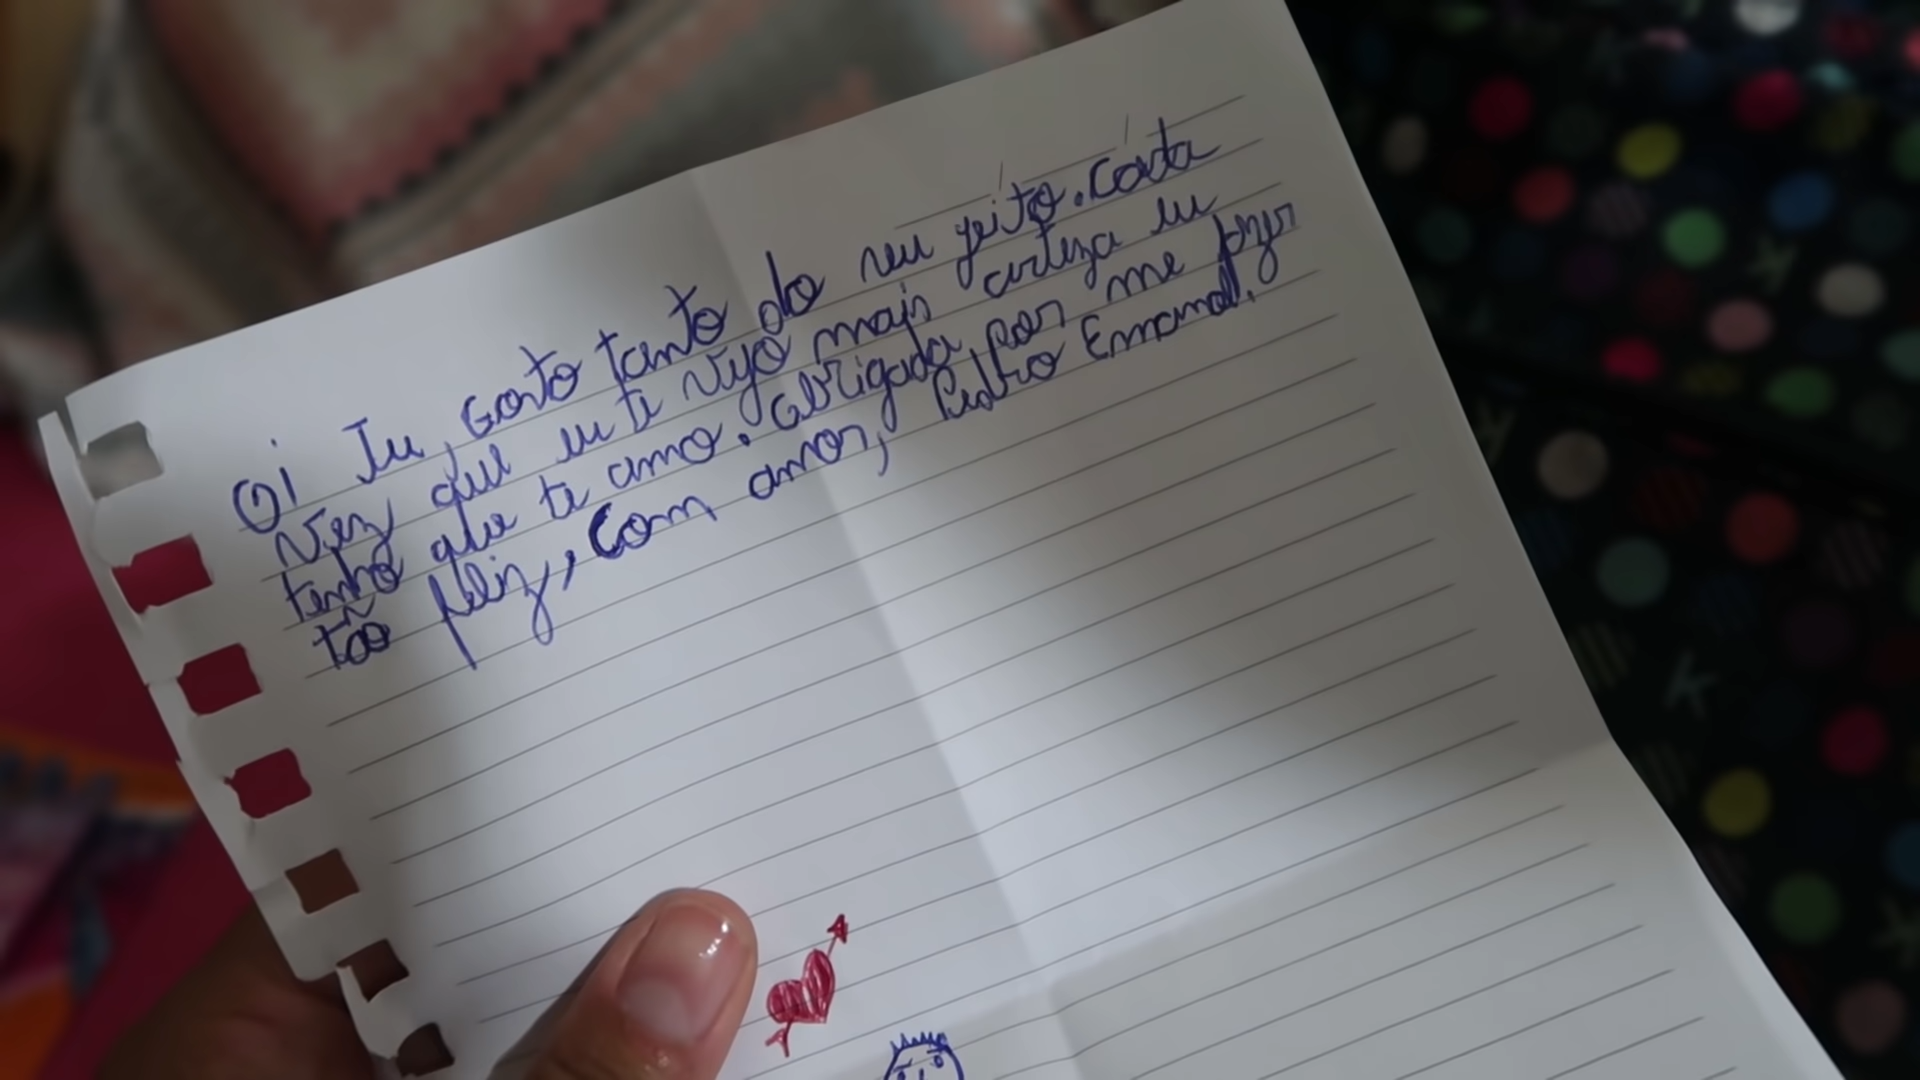 Oi Ju, Gosto tanto do seu jeito. Cada
vez que eu te vejo mais certeza eu
tenho que te amo. obrigada por me fazer
tão feliz, Com amor, Pedro Emanoel.